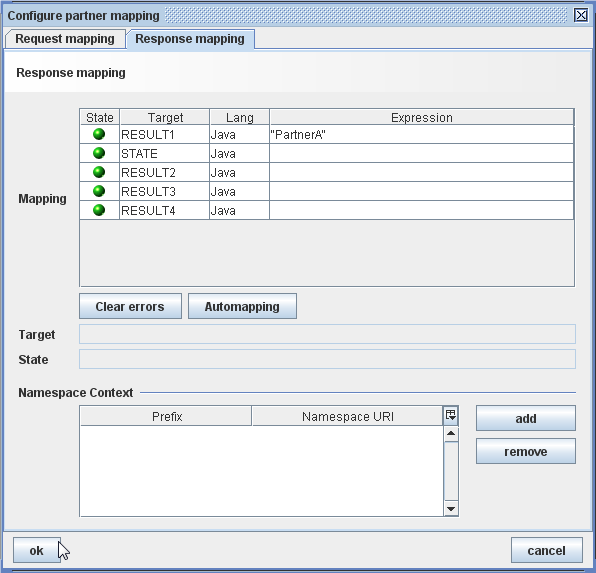 Configure partner mapping
Request mapping Response mapping
Response mapping
State Target Lang Expression
RESULT1 Java "PartnerA"
STATE Java
RESULT2 Java
Mapping
RESULT3 Java
RESULT4 Java
Clear errors Automapping
Target
State
Namespace Context
Prefix Namespace URI
add
remove
ok cancel